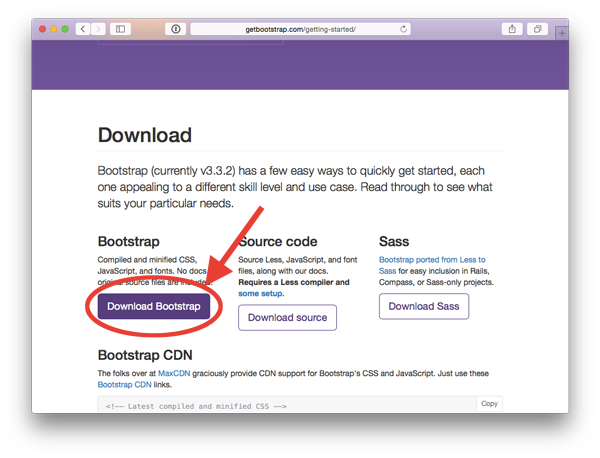 getbootstrap.com/getting-started/
Download
Bootstrap (currently v3.3.2) has a few easy ways to quickly get started, each
one appealing to a different skill level and use case. Read through to see what
suits your particular needs.
Bootstrap
Compiled and minified CSS,
JavaScript, and fonts. No docs
original source files are included.
Download Bootstrap
Source code
Source Less, JavaScript, and font
files, along with our docs.
Requires a Less compiler and
some setup.
Download source
Sass
Bootstrap ported from Less to
Sass for easy inclusion in Rails,
Compass, or Sass-only projects.
Download Sass
Bootstrap CDN
The folks over at MaxCDN graciously provide CDN support for Bootstrap's CSS and JavaScript. Just use these
Bootstrap CDN links.
Copy
<!-- Latest compiled and minified CSS -->